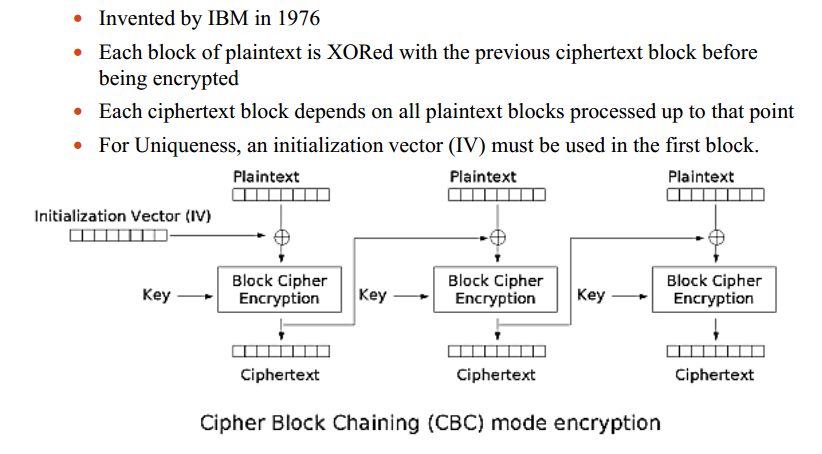 • Invented by IBM in 1976
• Each block of plaintext is XORed with the previous ciphertext block before
being encrypted
• Each ciphertext block depends on all plaintext blocks processed up to that point
• For Uniqueness, an initialization vector (IV) must be used in the first block.
Plaintext Plaintext Plaintext
Initialization Vector (IV)
Block Cipher Block Cipher Block Cipher
Key Encryption Key Encryption Key Encryption
Ciphertext Ciphertext Ciphertext
Cipher Block Chaining (CBC) mode encryption